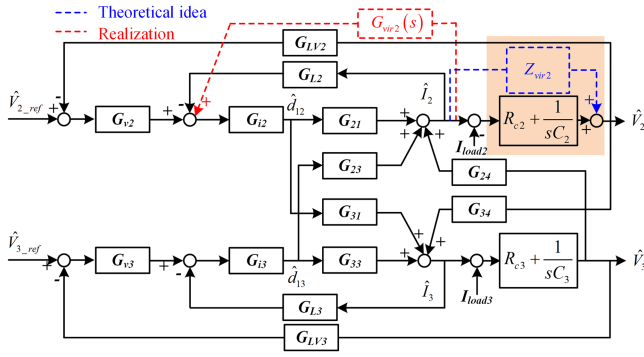 Theoretical idea
Realization
G_vir2(s)
G_LV2
G_L2
Z_vir2
V̂_2_ref
G_v2
G_i2
d̂_12
G_21
Î_2
I_load2
R_c2 + 1/sC_2
V̂_2
G_23
G_24
G_31
G_34
V̂_3_ref
G_v3
G_i3
d̂_13
G_33
Î_3
I_load3
R_c3 + 1/sC_3
V̂_3
G_L3
G_LV3